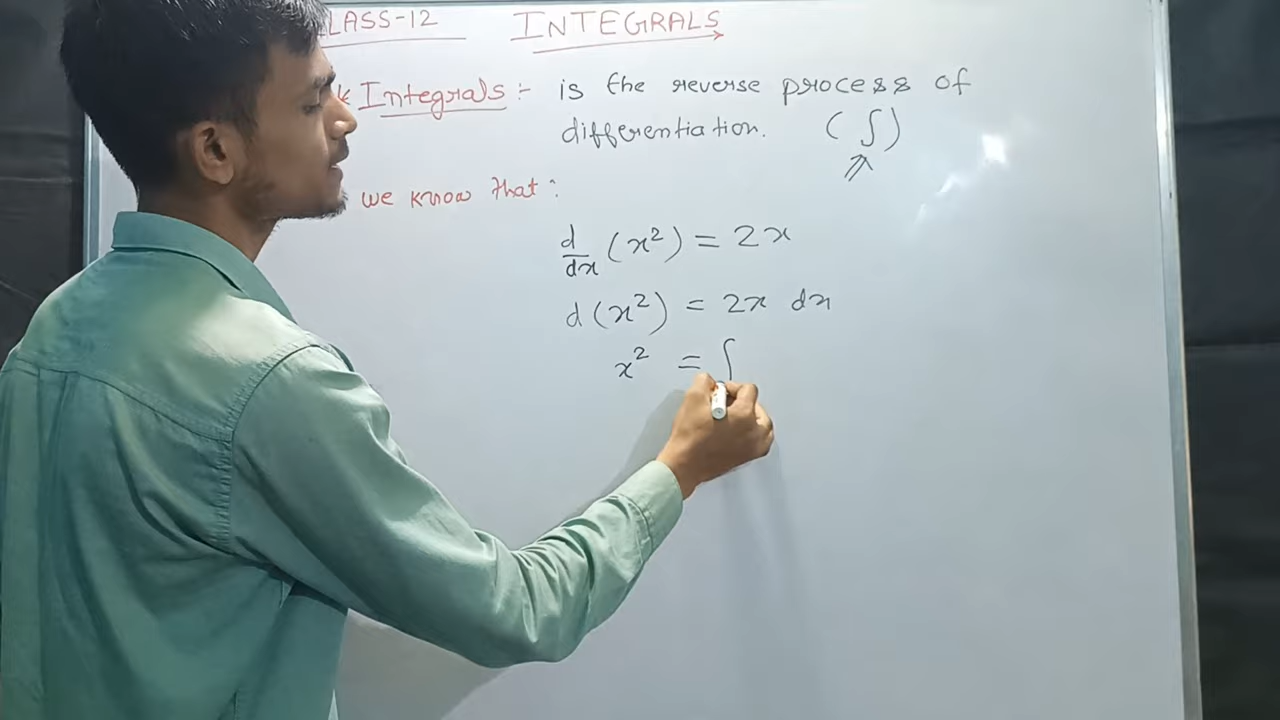 CLASS-12 INTEGRALS
* Integrals :- is the reverse process of
differentiation. ( ∫ )
we know that :
d/dx (x²) = 2x
d(x²) = 2x dx
x² = ∫